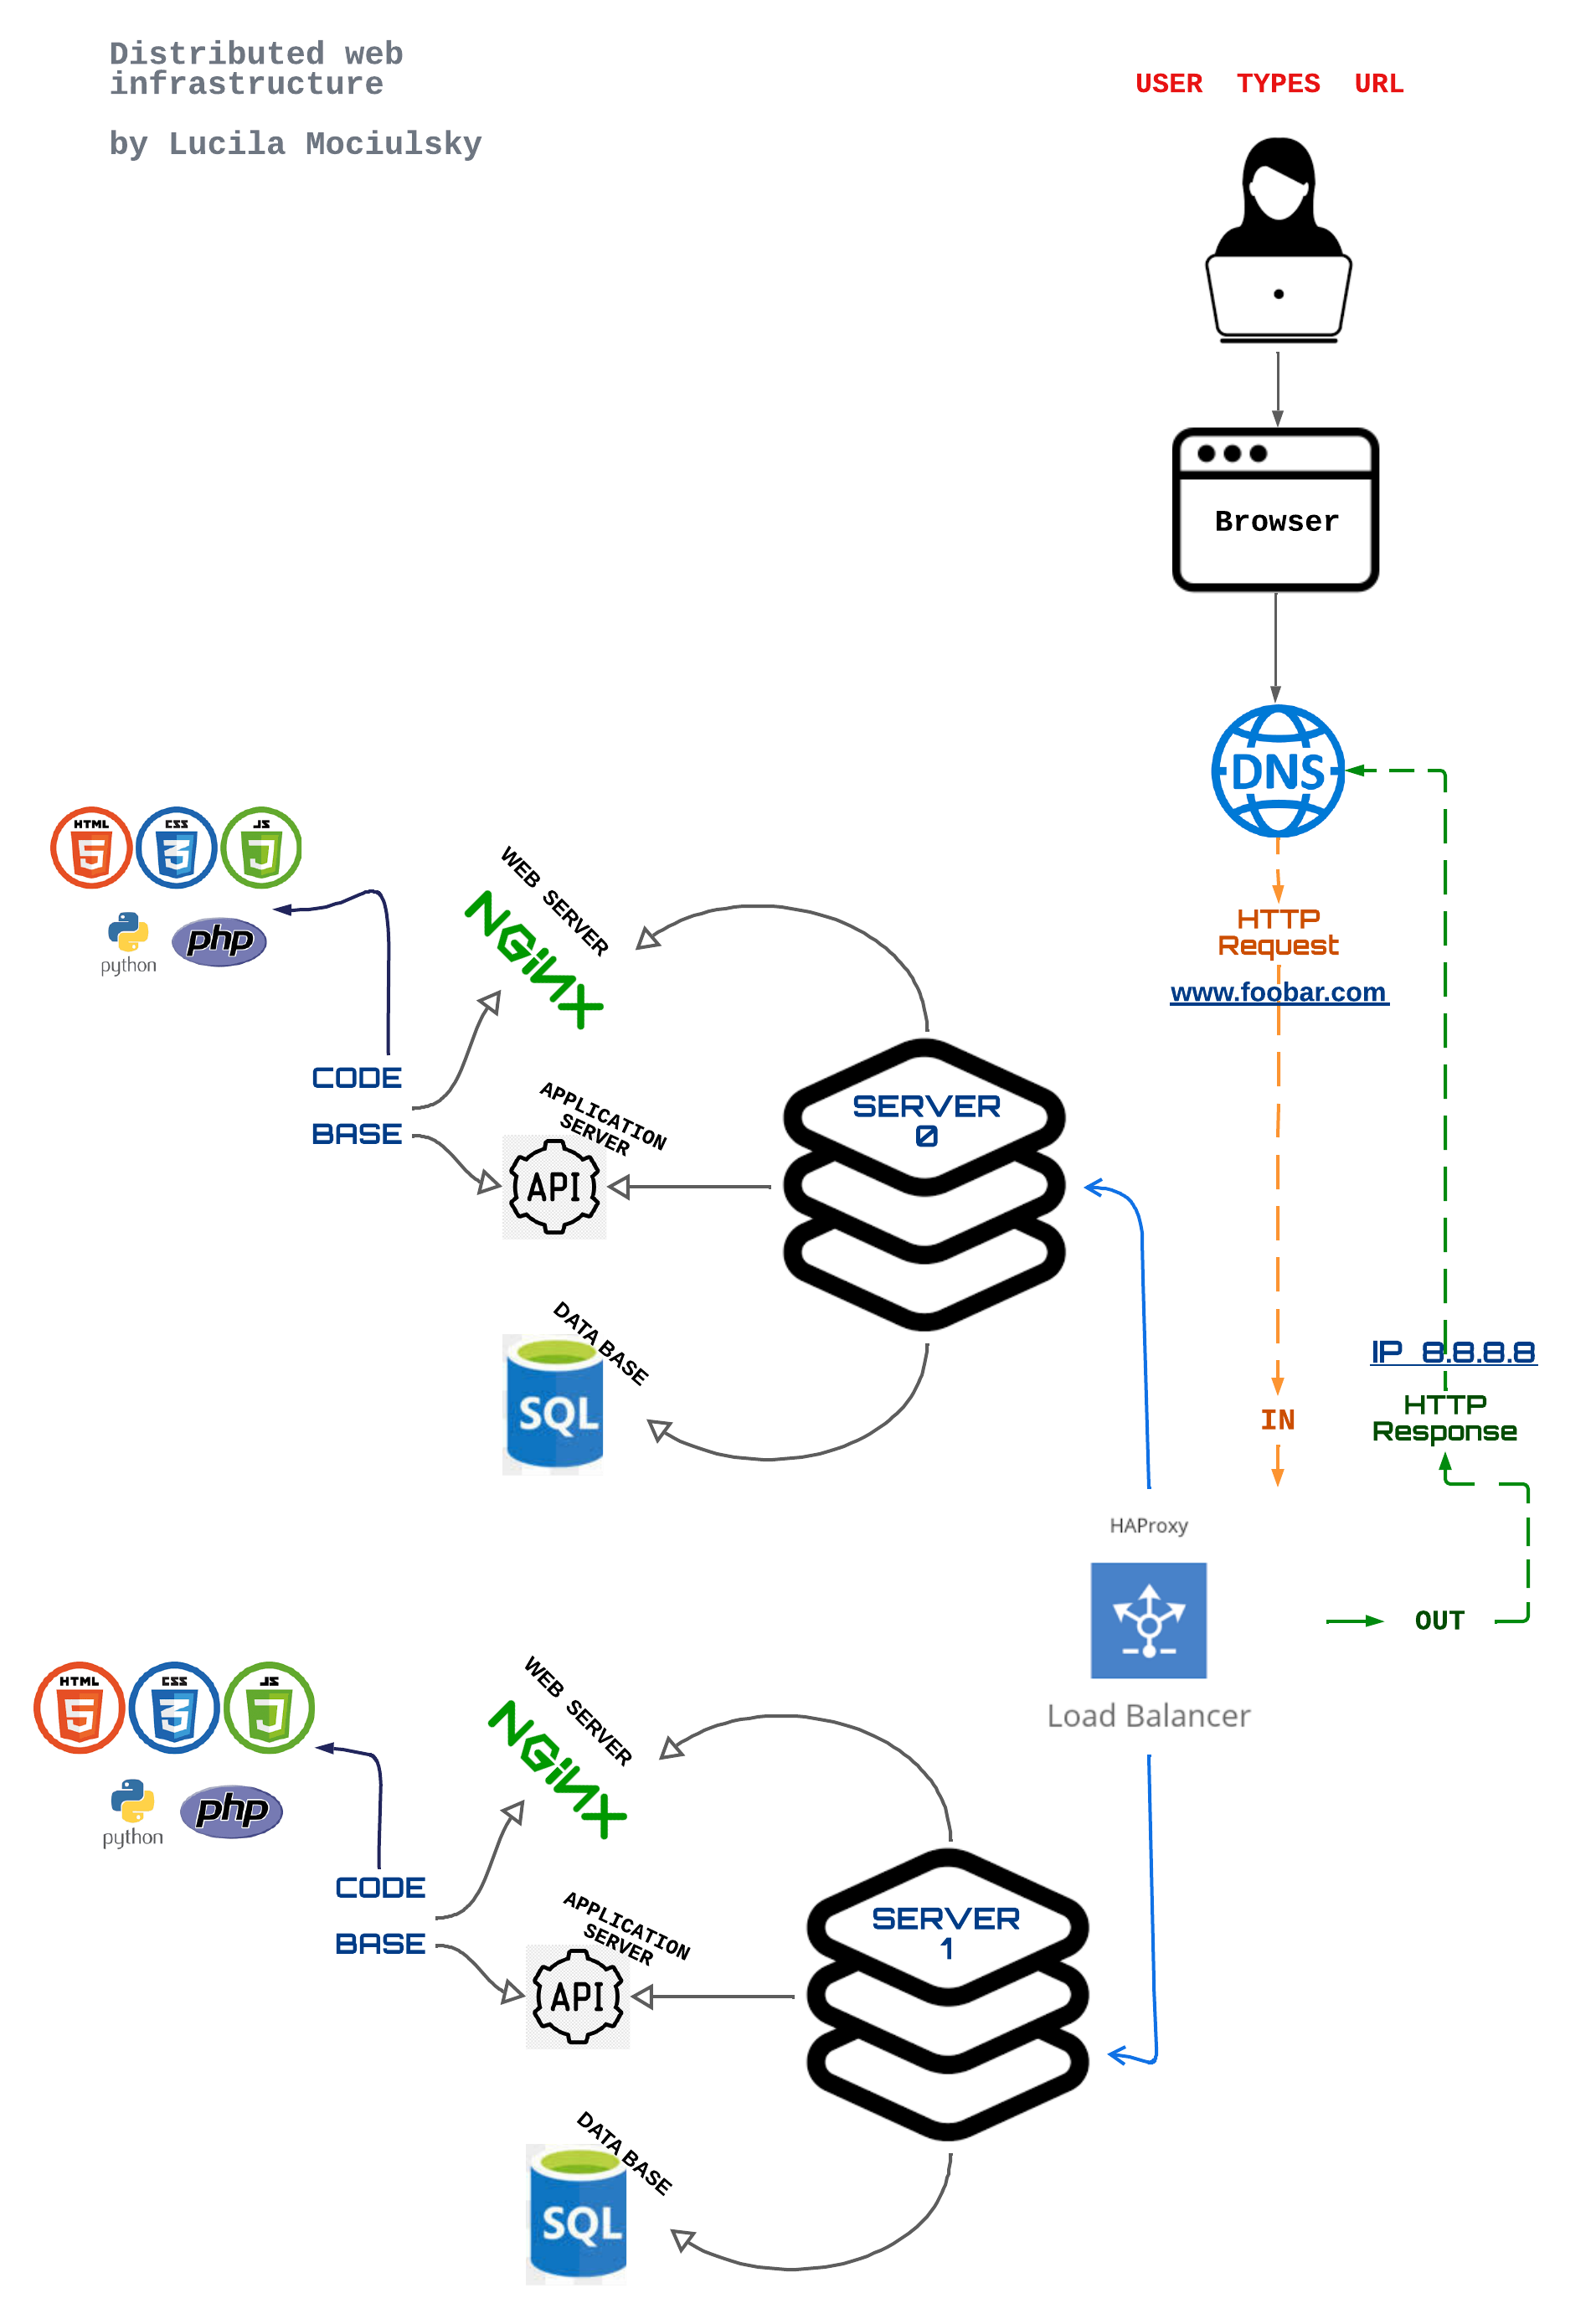 Distributed web
infrastructure
by Lucila Mociulsky
USER TYPES URL
Browser
DNS
HTTP
Request
www.foobar.com
IN
IP 8.8.8.8
HTTP
Response
OUT
HAProxy
Load Balancer
HTML
5
CSS
3
JS
J
python
php
CODE
BASE
WEB SERVER
NGINX
APPLICATION
SERVER
API
DATA BASE
SQL
SERVER
0
HTML
5
CSS
3
JS
J
python
php
CODE
BASE
WEB SERVER
NGINX
APPLICATION
SERVER
API
DATA BASE
SQL
SERVER
1